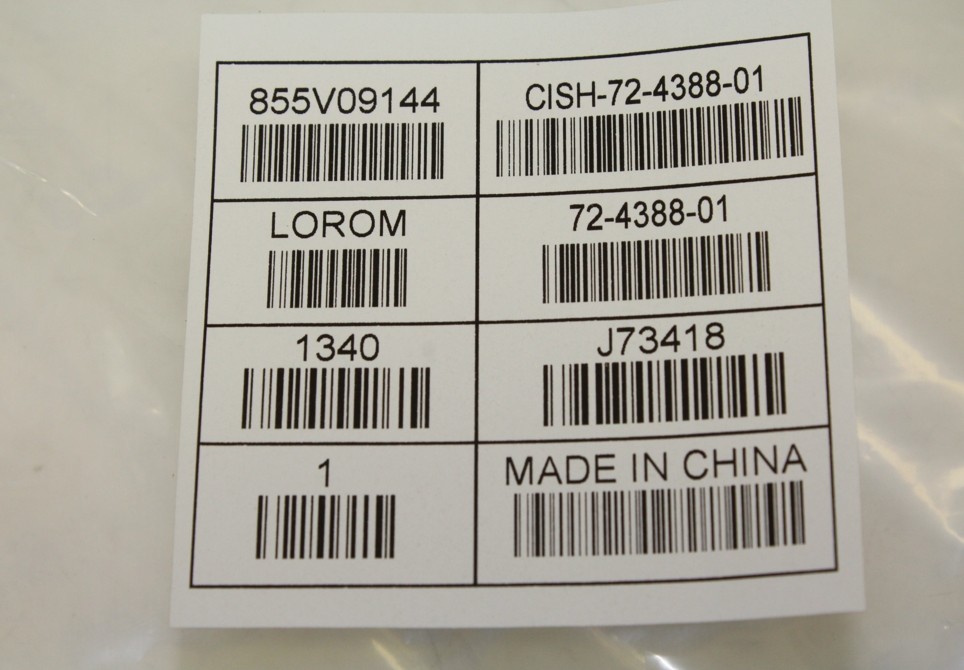 855V09144
CISH-72-4388-01
LOROM
72-4388-01
1340
J73418
1
MADE IN CHINA